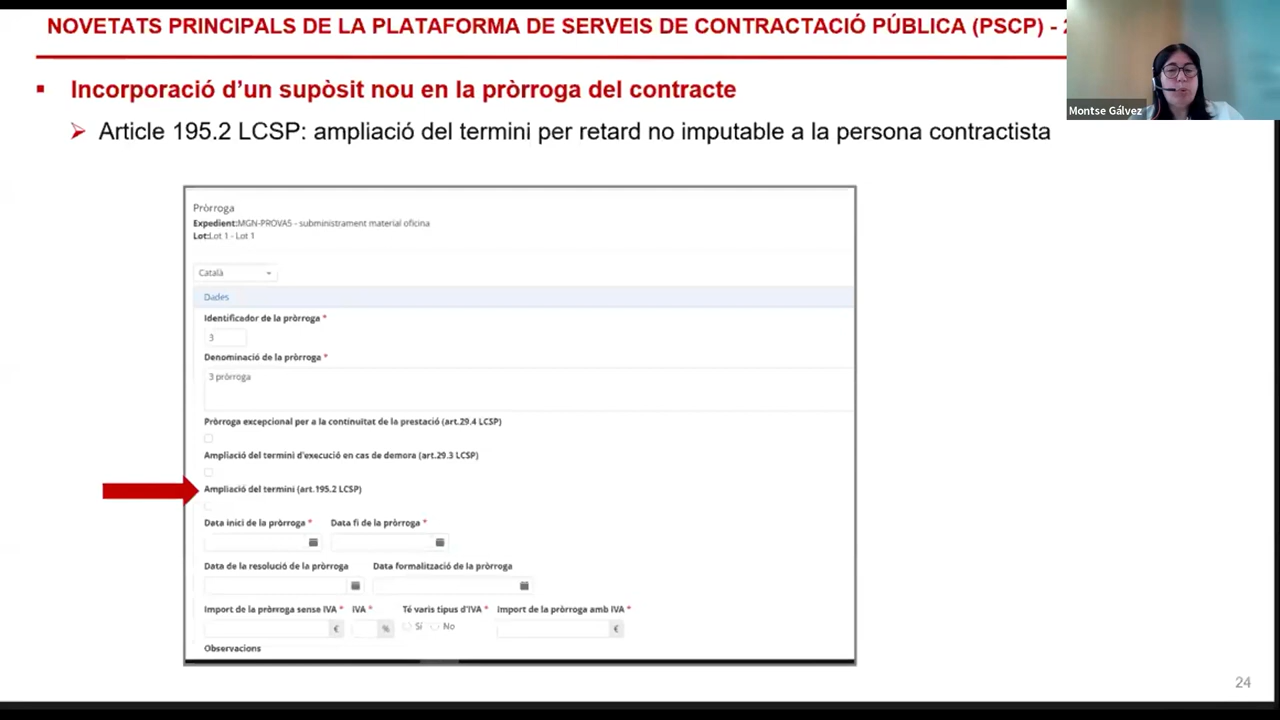 NOVETATS PRINCIPALS DE LA PLATAFORMA DE SERVEIS DE CONTRACTACIÓ PÚBLICA (PSCP) -
Montse Gálvez
▪ Incorporació d’un supòsit nou en la pròrroga del contracte
➢ Article 195.2 LCSP: ampliació del termini per retard no imputable a la persona contractista
Pròrroga
Expedient:MGN-PROVA5 - subministrament material oficina
Lot:Lot 1 - Lot 1
Català
Dades
Identificador de la pròrroga *
3
Denominació de la pròrroga *
3 pròrroga
Pròrroga excepcional per a la continuïtat de la prestació (art.29.4 LCSP)
Ampliació del termini d'execució en cas de demora (art.29.3 LCSP)
Ampliació del termini (art.195.2 LCSP)
Data inici de la pròrroga * Data fi de la pròrroga *
Data de la resolució de la pròrroga Data formalització de la pròrroga
Import de la pròrroga sense IVA * IVA * Té varis tipus d'IVA * Import de la pròrroga amb IVA *
€ % Sí No €
Observacions
24